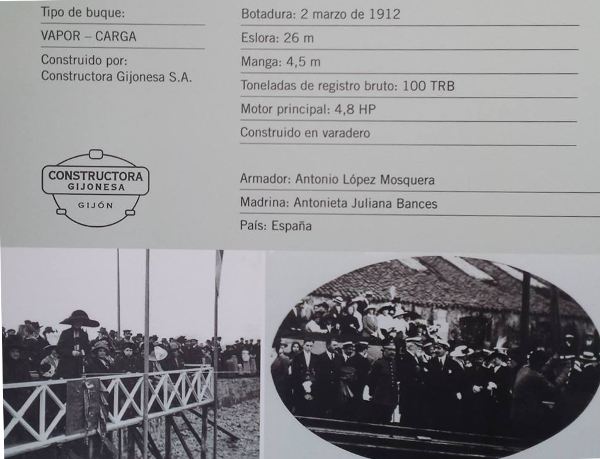 Tipo de buque:
VAPOR – CARGA
Construido por:
Constructora Gijonesa S.A.
CONSTRUCTORA
GIJONESA
GIJÓN
Botadura: 2 marzo de 1912
Eslora: 26 m
Manga: 4,5 m
Toneladas de registro bruto: 100 TRB
Motor principal: 4,8 HP
Construido en varadero
Armador: Antonio López Mosquera
Madrina: Antonieta Juliana Bances
País: España